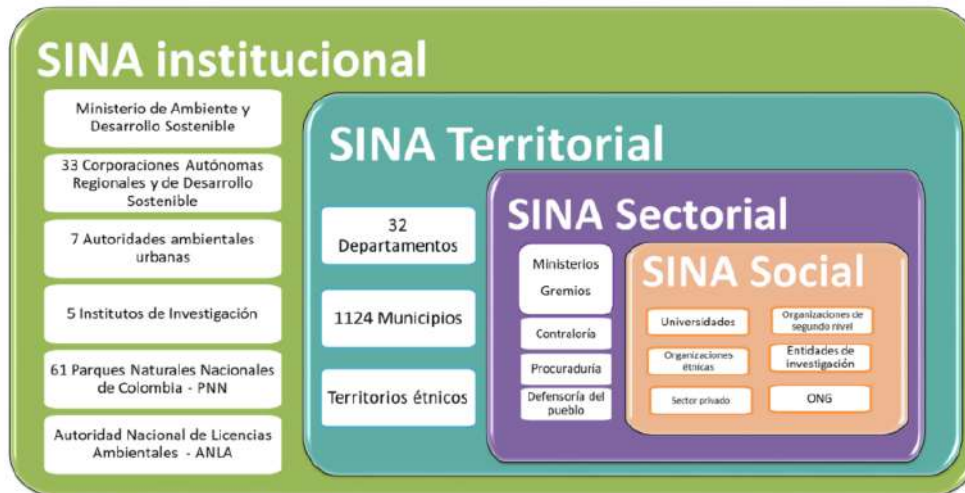 SINA institucional
Ministerio de Ambiente y
Desarrollo Sostenible
33 Corporaciones Autónomas
Regionales y de Desarrollo
Sostenible
7 Autoridades ambientales
urbanas
5 Institutos de Investigación
61 Parques Naturales Nacionales
de Colombia - PNN
Autoridad Nacional de Licencias
Ambientales - ANLA
SINA Territorial
32
Departamentos
1124 Municipios
Territorios étnicos
SINA Sectorial
Ministerios
Gremios
Contraloría
Procuraduría
Defensoría del
pueblo
SINA Social
Universidades
Organizaciones de
segundo nivel
Organizaciones
étnicas
Entidades de
investigación
Sector privado
ONG